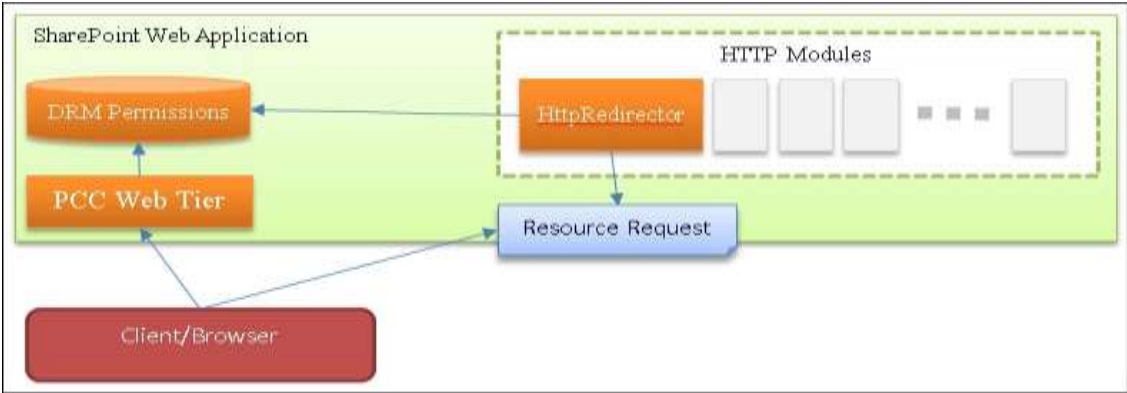 SharePoint Web Application
HTTP Modules
DRM Permissions
HttpRedirector
PCC Web Tier
Resource Request
Client/Browser